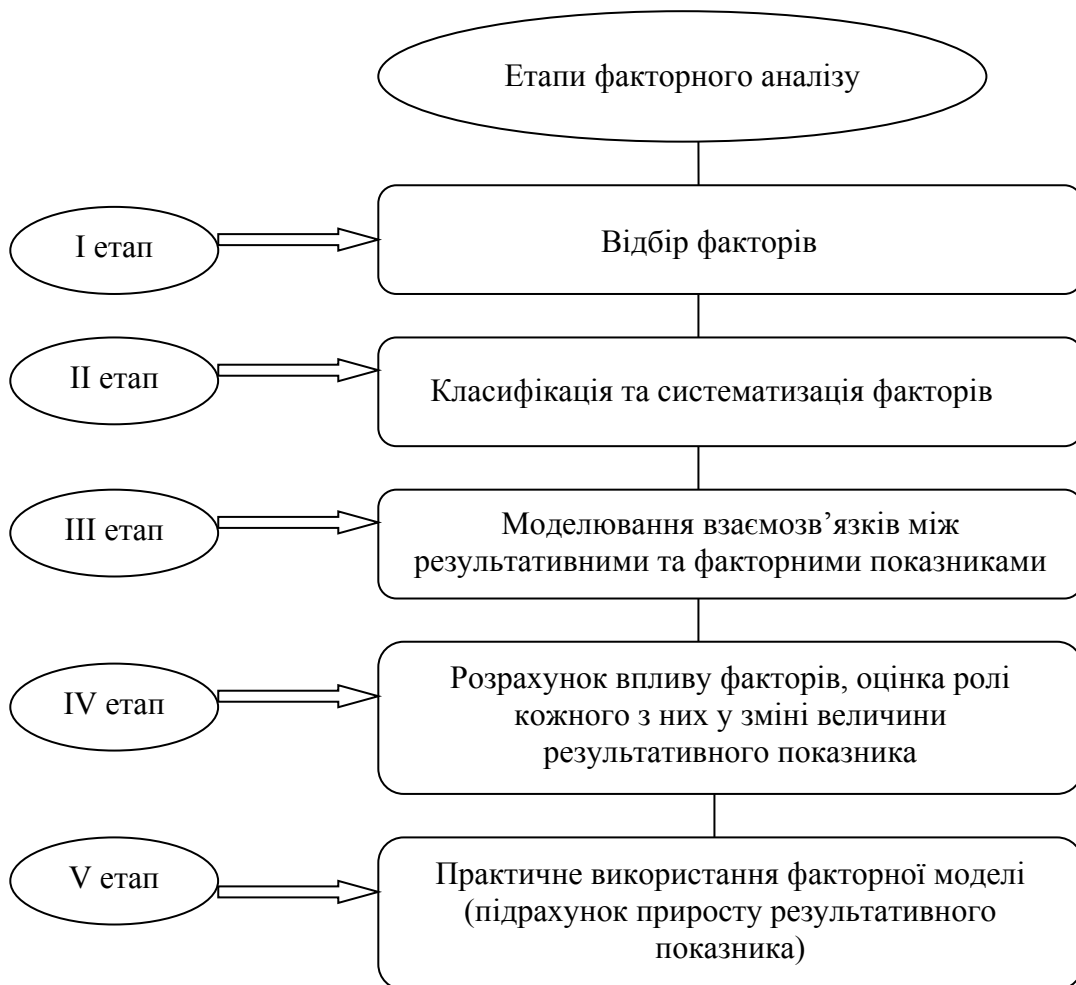 Етапи факторного аналізу
І етап
Відбір факторів
ІІ етап
Класифікація та систематизація факторів
ІІІ етап
Моделювання взаємозв’язків між
результативними та факторними показниками
IV етап
Розрахунок впливу факторів, оцінка ролі
кожного з них у зміні величини
результативного показника
V етап
Практичне використання факторної моделі
(підрахунок приросту результативного
показника)